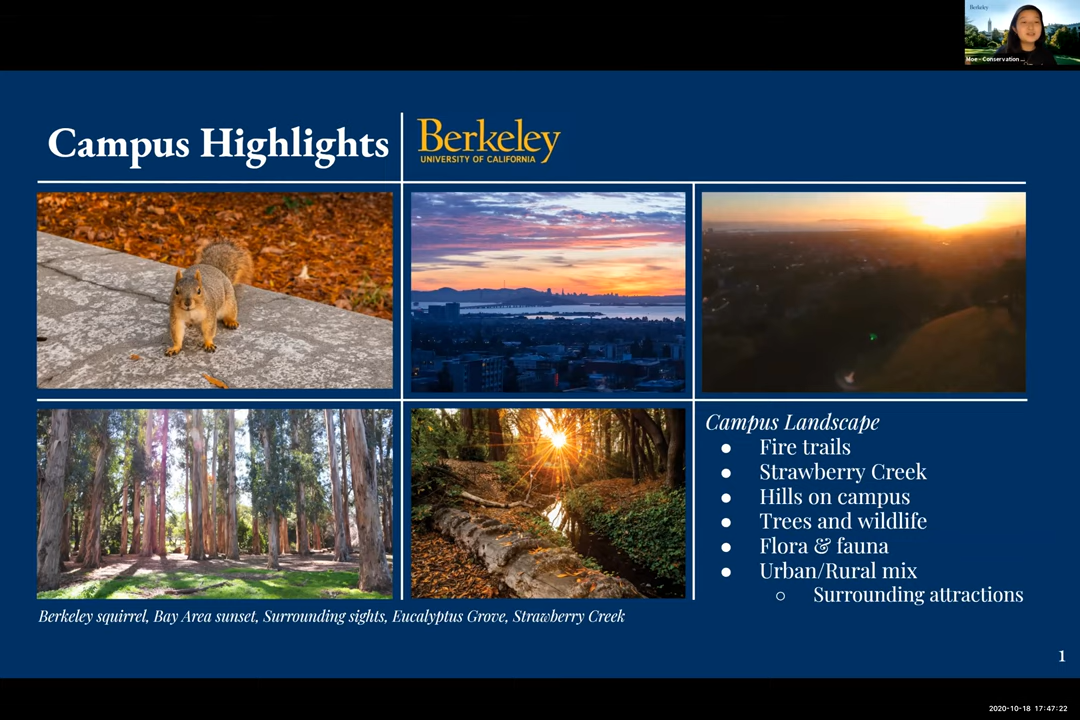 Berkeley
Moe - Conservation ...
Campus Highlights
Berkeley
UNIVERSITY OF CALIFORNIA
Campus Landscape
● Fire trails
● Strawberry Creek
● Hills on campus
● Trees and wildlife
● Flora & fauna
● Urban/Rural mix
○ Surrounding attractions
Berkeley squirrel, Bay Area sunset, Surrounding sights, Eucalyptus Grove, Strawberry Creek
1
2020-10-18 17:47:22